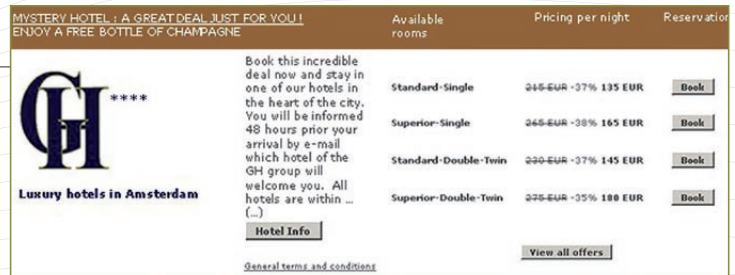 MYSTERY HOTEL : A GREAT DEAL JUST FOR YOU !
ENJOY A FREE BOTTLE OF CHAMPAGNE
Available
rooms
Pricing per night
Reservation
GH
****
Luxury hotels in Amsterdam
Book this incredible
deal now and stay in
one of our hotels in
the heart of the city.
You will be informed
48 hours prior your
arrival by e-mail
which hotel of the
GH group will
welcome you. All
hotels are within ...
(...)
Hotel Info
General terms and conditions
Standard-Single 215 EUR -37% 135 EUR Book
Superior-Single 265 EUR -38% 165 EUR Book
Standard-Double-Twin 230 EUR -37% 145 EUR Book
Superior-Double-Twin 275 EUR -35% 180 EUR Book
View all offers